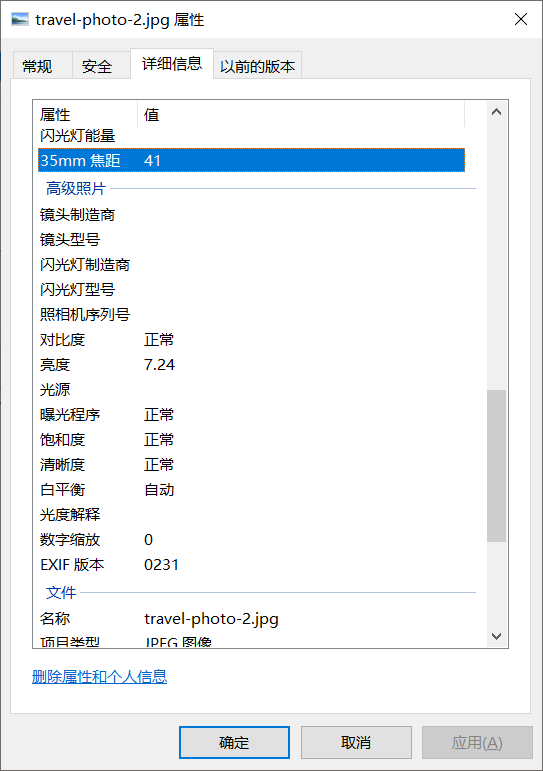 travel-photo-2.jpg 属性
常规 安全 详细信息 以前的版本
属性 值
闪光灯能量
35mm 焦距 41
高级照片
镜头制造商
镜头型号
闪光灯制造商
闪光灯型号
照相机序列号
对比度 正常
亮度 7.24
光源
曝光程序 正常
饱和度 正常
清晰度 正常
白平衡 自动
光度解释
数字缩放 0
EXIF 版本 0231
文件
名称 travel-photo-2.jpg
项目类型 JPEG 图像
删除属性和个人信息
确定 取消 应用(A)